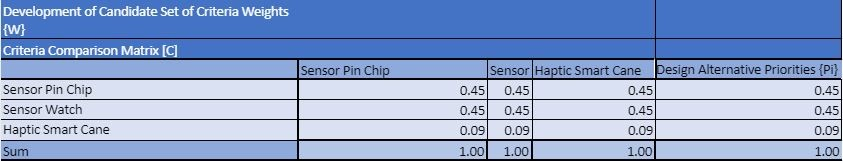 Development of Candidate Set of Criteria Weights
{W}
Criteria Comparison Matrix [C]
Sensor Pin Chip Sensor Haptic Smart Cane Design Alternative Priorities {Pi}
Sensor Pin Chip 0.45 0.45 0.45 0.45
Sensor Watch 0.45 0.45 0.45 0.45
Haptic Smart Cane 0.09 0.09 0.09 0.09
Sum 1.00 1.00 1.00 1.00